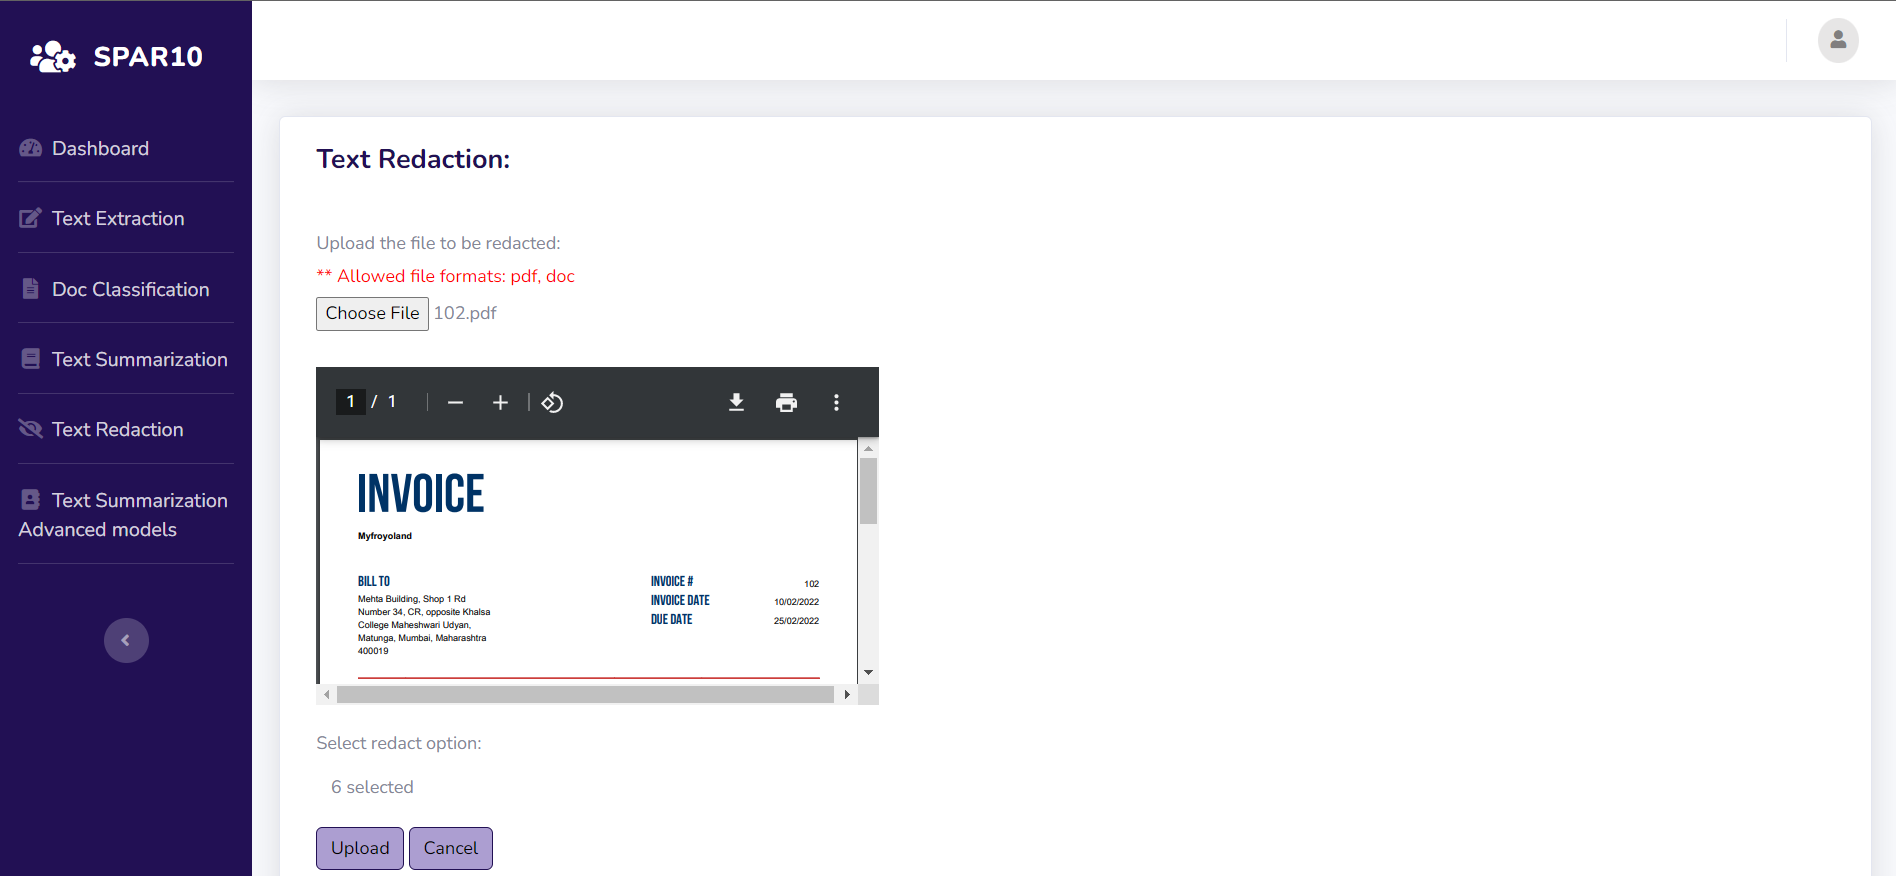 SPAR10
Dashboard
Text Extraction
Doc Classification
Text Summarization
Text Redaction
Text Summarization
Advanced models
Text Redaction:
Upload the file to be redacted:
** Allowed file formats: pdf, doc
Choose File 102.pdf
1 / 1
INVOICE
Myfroyoland
BILL TO
Mehta Building, Shop 1 Rd
Number 34, CR, opposite Khalsa
College Maheshwari Udyan,
Matunga, Mumbai, Maharashtra
400019
INVOICE # 102
INVOICE DATE 10/02/2022
DUE DATE 25/02/2022
Select redact option:
6 selected
Upload Cancel